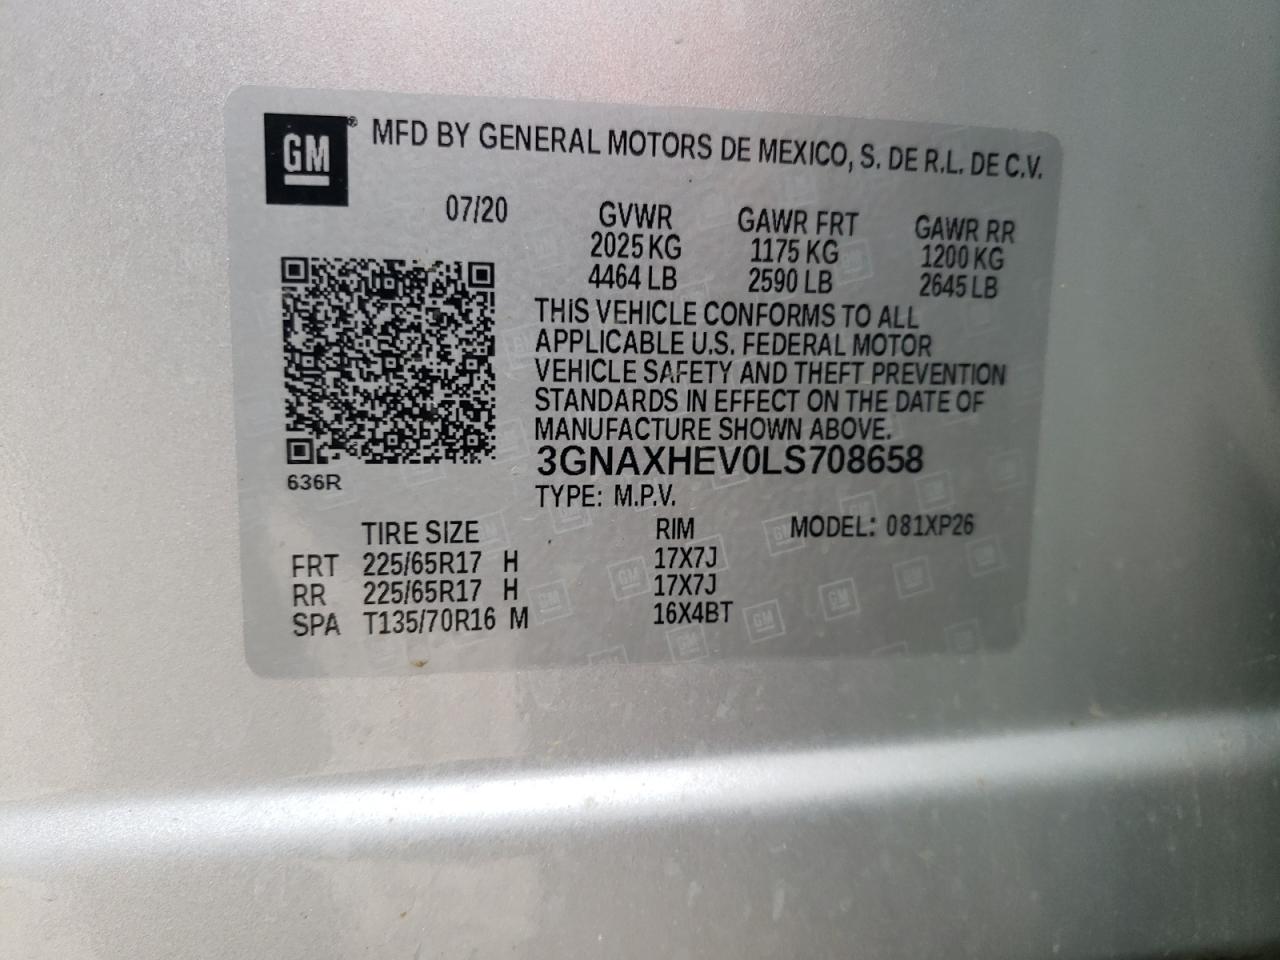 GM® MFD BY GENERAL MOTORS DE MEXICO, S. DE R.L. DE C.V.
07/20 GVWR GAWR FRT GAWR RR
2025 KG 1175 KG 1200 KG
4464 LB 2590 LB 2645 LB
THIS VEHICLE CONFORMS TO ALL
APPLICABLE U.S. FEDERAL MOTOR
VEHICLE SAFETY AND THEFT PREVENTION
STANDARDS IN EFFECT ON THE DATE OF
MANUFACTURE SHOWN ABOVE.
3GNAXHEV0LS708658
636R
TYPE: M.P.V.
TIRE SIZE RIM MODEL: 081XP26
FRT 225/65R17 H 17X7J
RR 225/65R17 H 17X7J
SPA T135/70R16 M 16X4BT